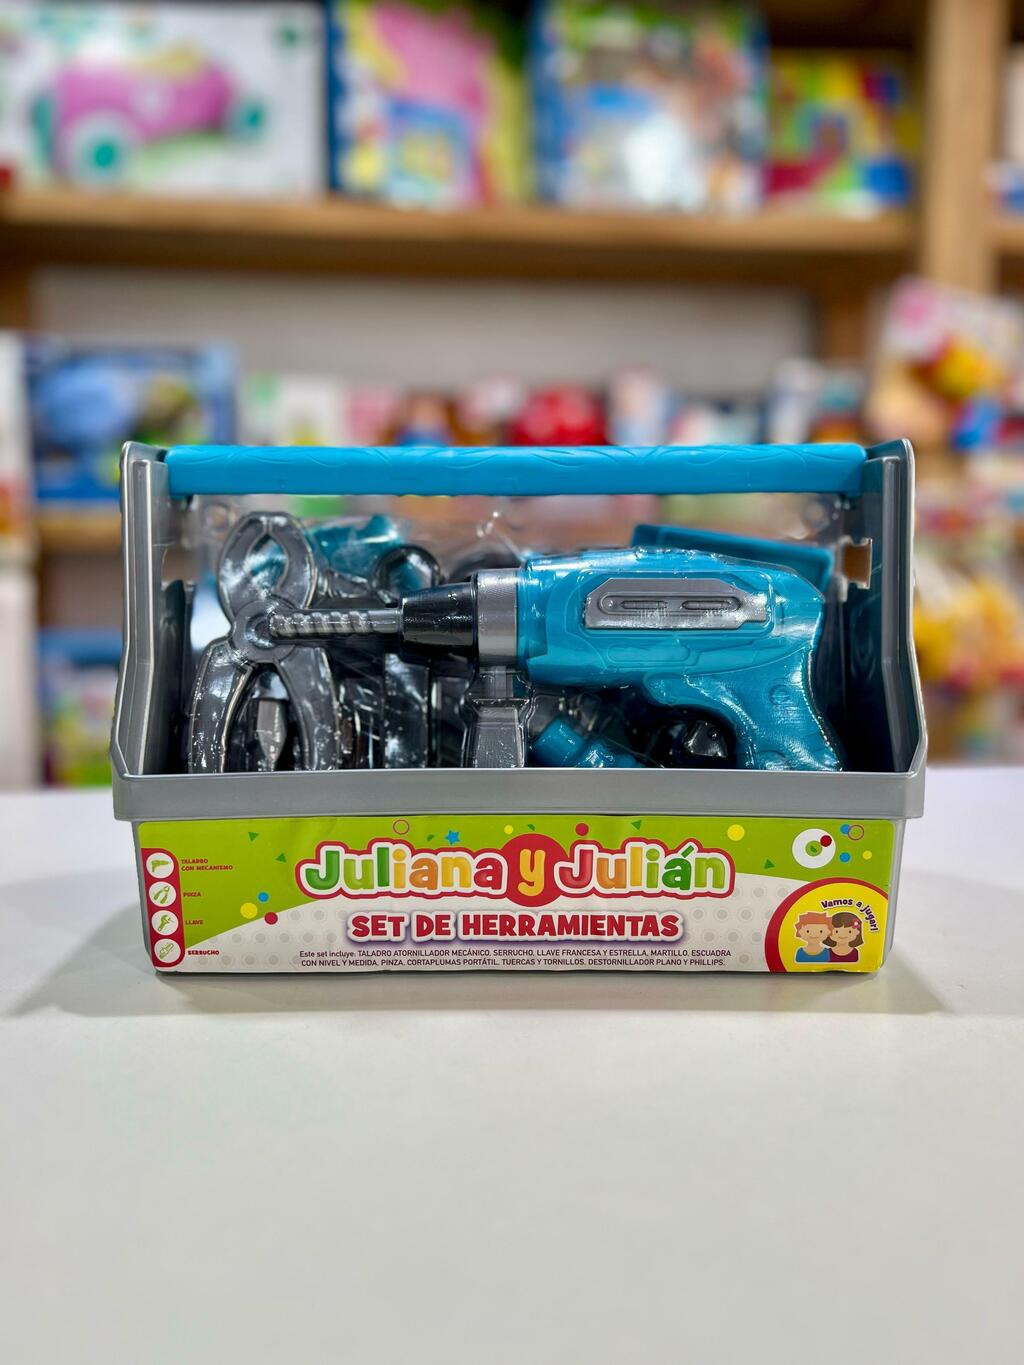 Juliana y Julián
SET DE HERRAMIENTAS
Este set incluye: TALADRO ATORNILLADOR MECÁNICO, SERRUCHO, LLAVE FRANCESA Y ESTRELLA, MARTILLO, ESCUADRA
CON NIVEL Y MEDIDA, PINZA, CORTAPLUMAS PORTÁTIL, TUERCAS Y TORNILLOS, DESTORNILLADOR PLANO Y PHILLIPS.
TALADRO
CON MECANISMO
PINZA
LLAVE
SERRUCHO
Vamos a jugar!